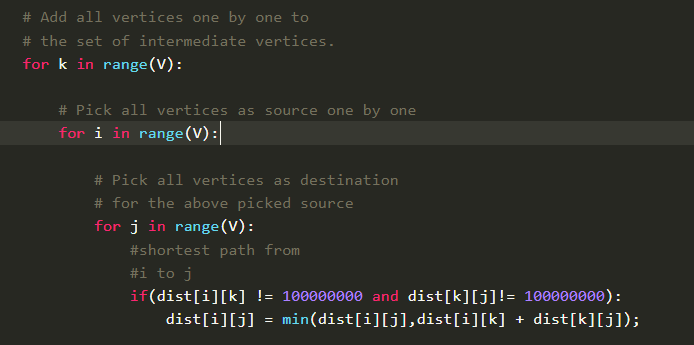 # Add all vertices one by one to
# the set of intermediate vertices.
for k in range(V):
# Pick all vertices as source one by one
for i in range(V):
# Pick all vertices as destination
# for the above picked source
for j in range(V):
#shortest path from
#i to j
if(dist[i][k] != 100000000 and dist[k][j]!= 100000000):
dist[i][j] = min(dist[i][j],dist[i][k] + dist[k][j]);